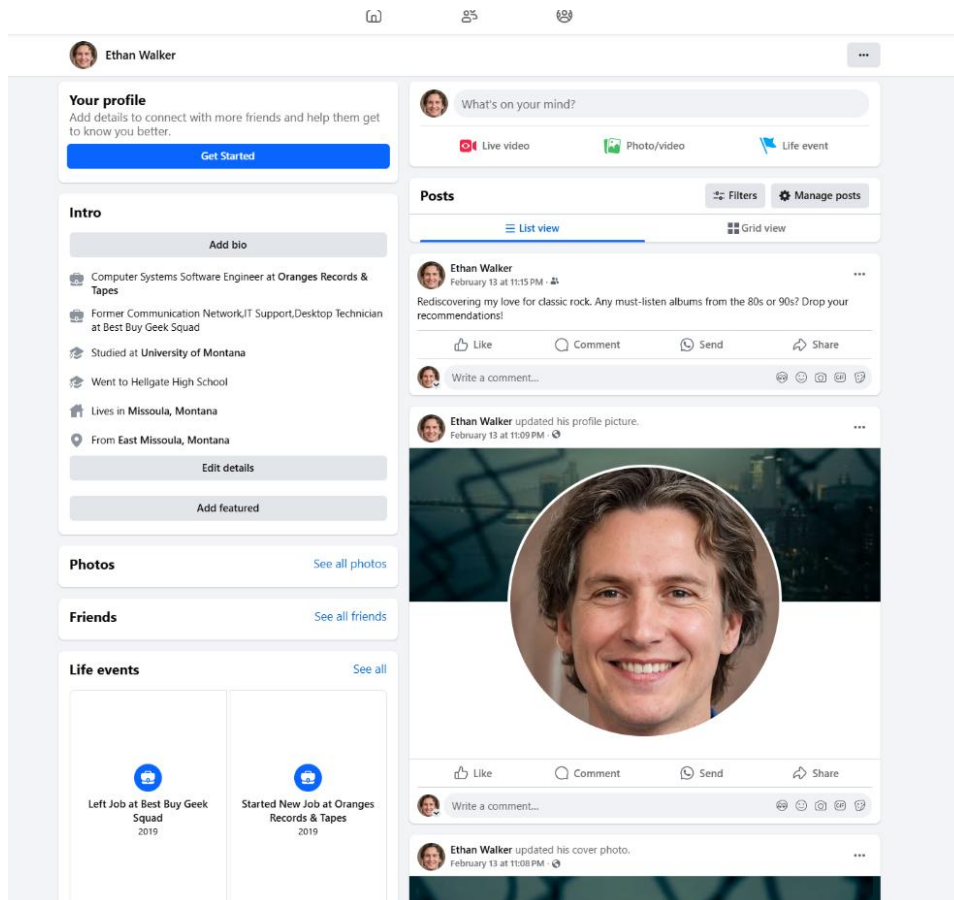 Ethan Walker
Your profile
Add details to connect with more friends and help them get
to know you better.
Get Started
Intro
Add bio
Computer Systems Software Engineer at Oranges Records &
Tapes
Former Communication Network,IT Support,Desktop Technician
at Best Buy Geek Squad
Studied at University of Montana
Went to Hellgate High School
Lives in Missoula, Montana
From East Missoula, Montana
Edit details
Add featured
Photos
See all photos
Friends
See all friends
Life events
See all
Left Job at Best Buy Geek
Squad
2019
Started New Job at Oranges
Records & Tapes
2019
What's on your mind?
Live video
Photo/video
Life event
Posts
Filters
Manage posts
List view
Grid view
Ethan Walker
February 13 at 11:15 PM ·
Rediscovering my love for classic rock. Any must-listen albums from the 80s or 90s? Drop your
recommendations!
Like
Comment
Send
Share
Write a comment...
GIF
Ethan Walker updated his profile picture.
February 13 at 11:09 PM ·
Like
Comment
Send
Share
Write a comment...
GIF
Ethan Walker updated his cover photo.
February 13 at 11:08 PM ·